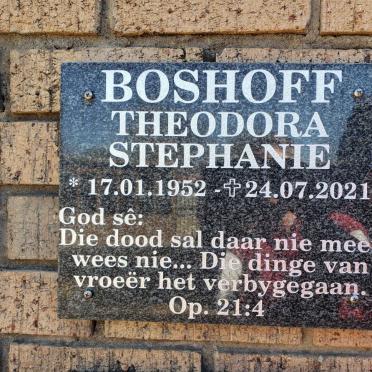 BOSHOFF
THEODORA
STEPHANIE
* 17.01.1952 - ✝ 24.07.2021
God sê:
Die dood sal daar nie mee
wees nie... Die dinge van
vroeër het verbygegaan.
Op. 21:4